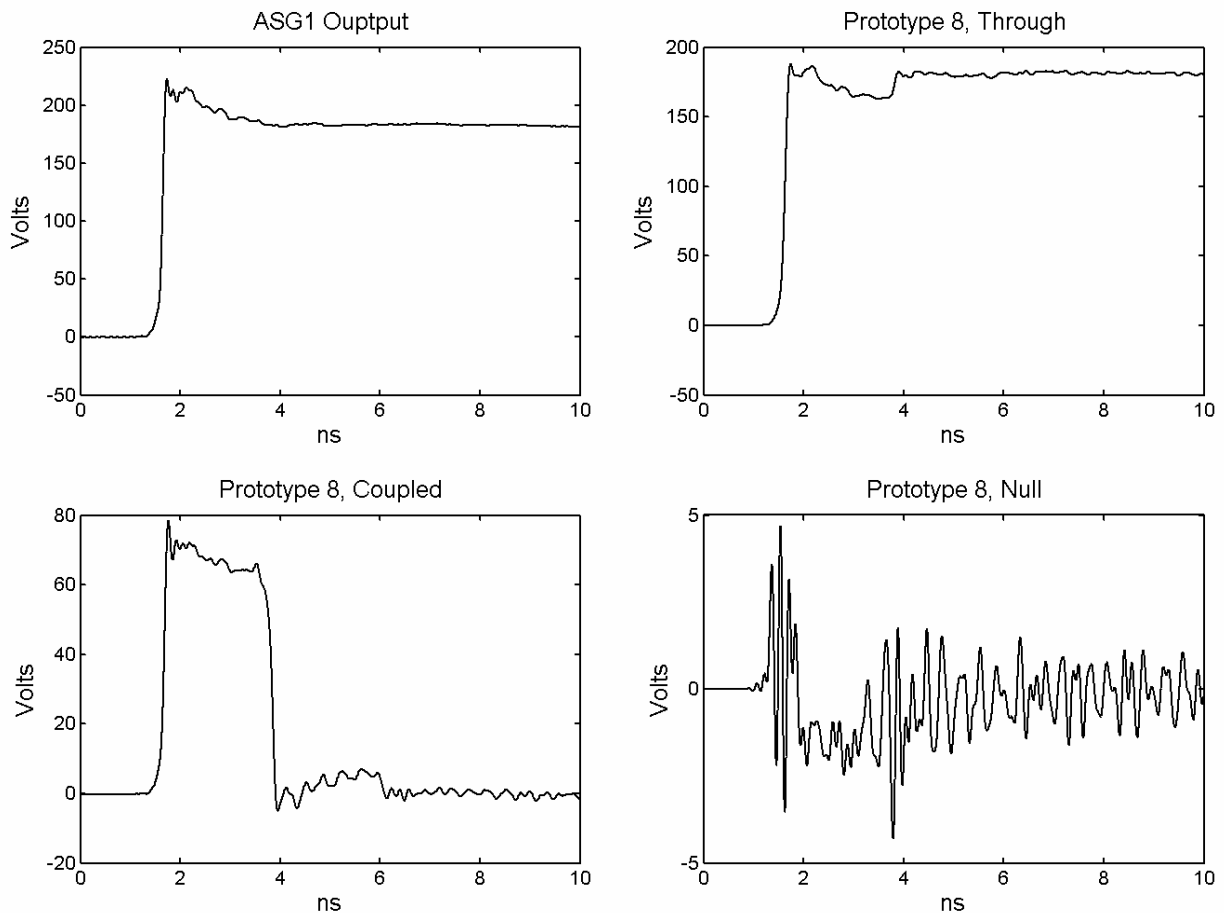 ASG1 Ouptput
250
200
150
100
50
0
-50
Volts
0 2 4 6 8 10
ns
Prototype 8, Through
200
150
100
50
0
-50
Volts
0 2 4 6 8 10
ns
Prototype 8, Coupled
80
60
40
20
0
-20
Volts
0 2 4 6 8 10
ns
Prototype 8, Null
5
0
-5
Volts
0 2 4 6 8 10
ns